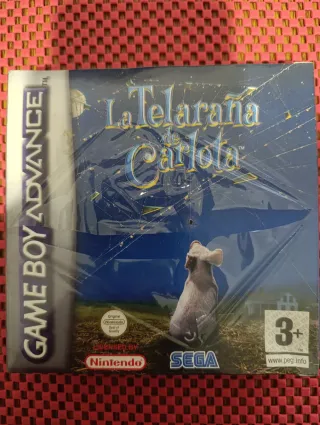 GAME BOY ADVANCE
La Telaraña
de
Carlota
LICENSED BY
Nintendo
SEGA
3+
www.pegi.info